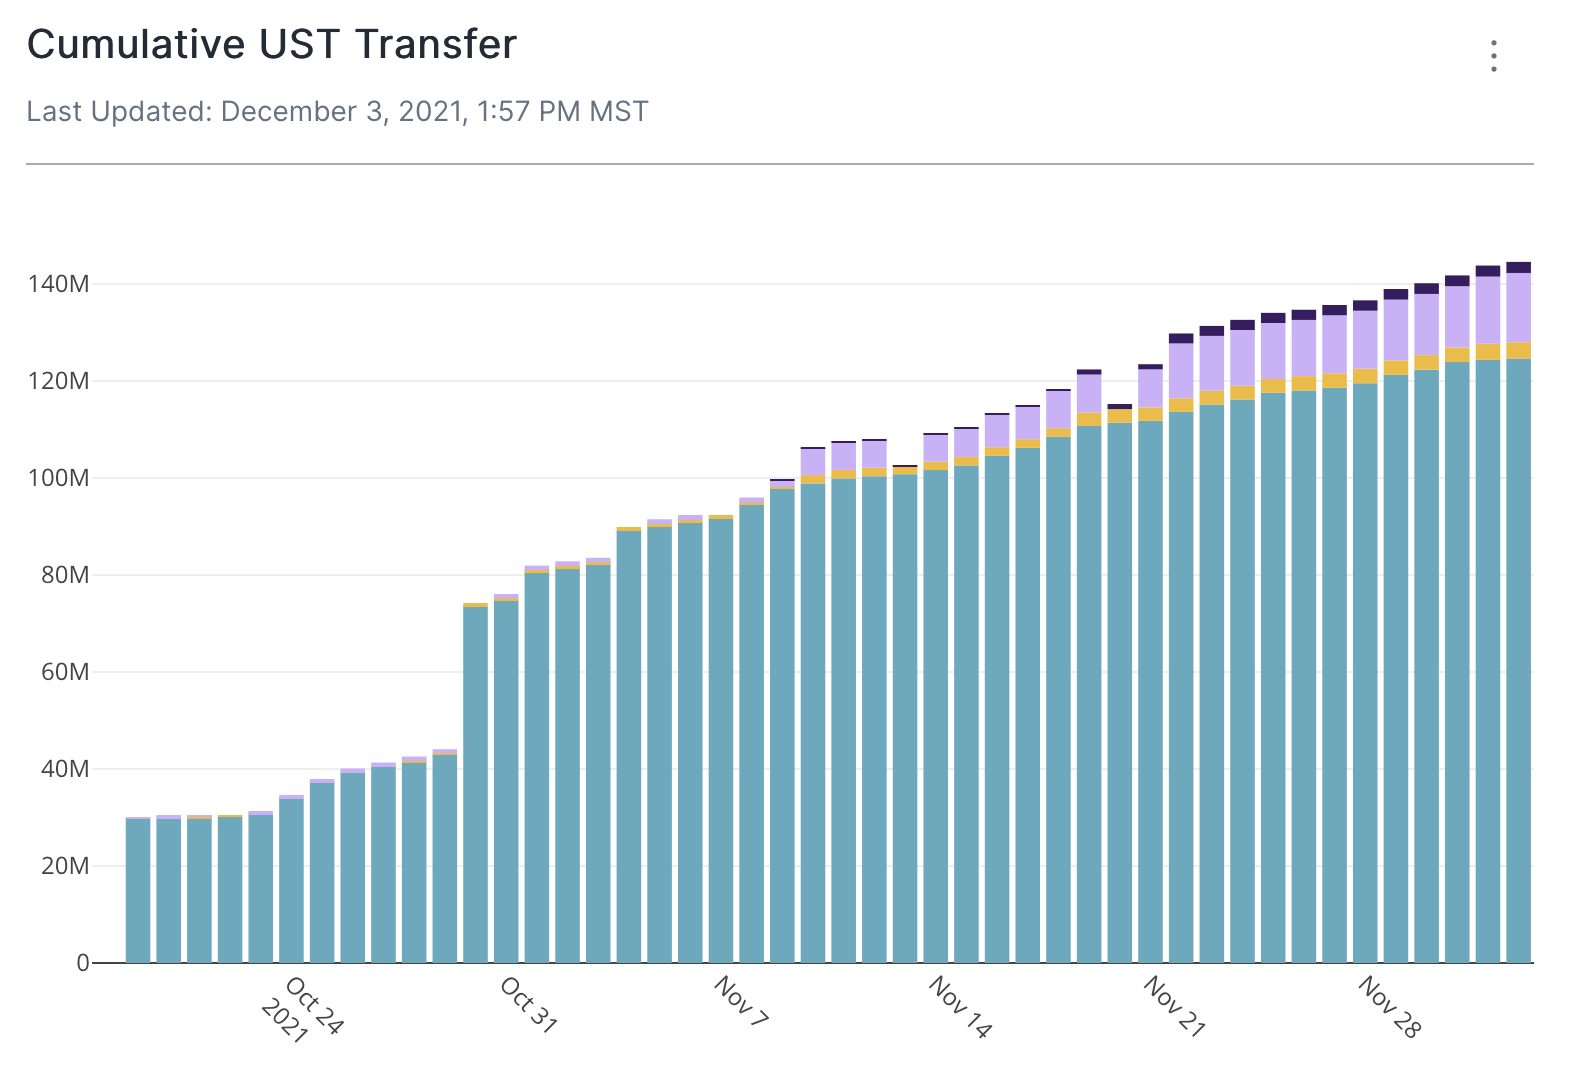 Cumulative UST Transfer
Last Updated: December 3, 2021, 1:57 PM MST
140M
120M
100M
80M
60M
40M
20M
0
Oct 24
2021
Oct 31
Nov 7
Nov 14
Nov 21
Nov 28